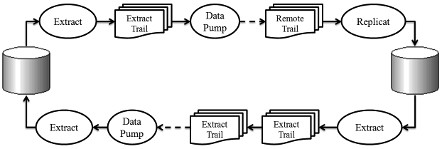 Extract
Extract
Trail
Data
Pump
Remote
Trail
Replicat
Extract
Data
Pump
Extract
Trail
Extract
Trail
Extract